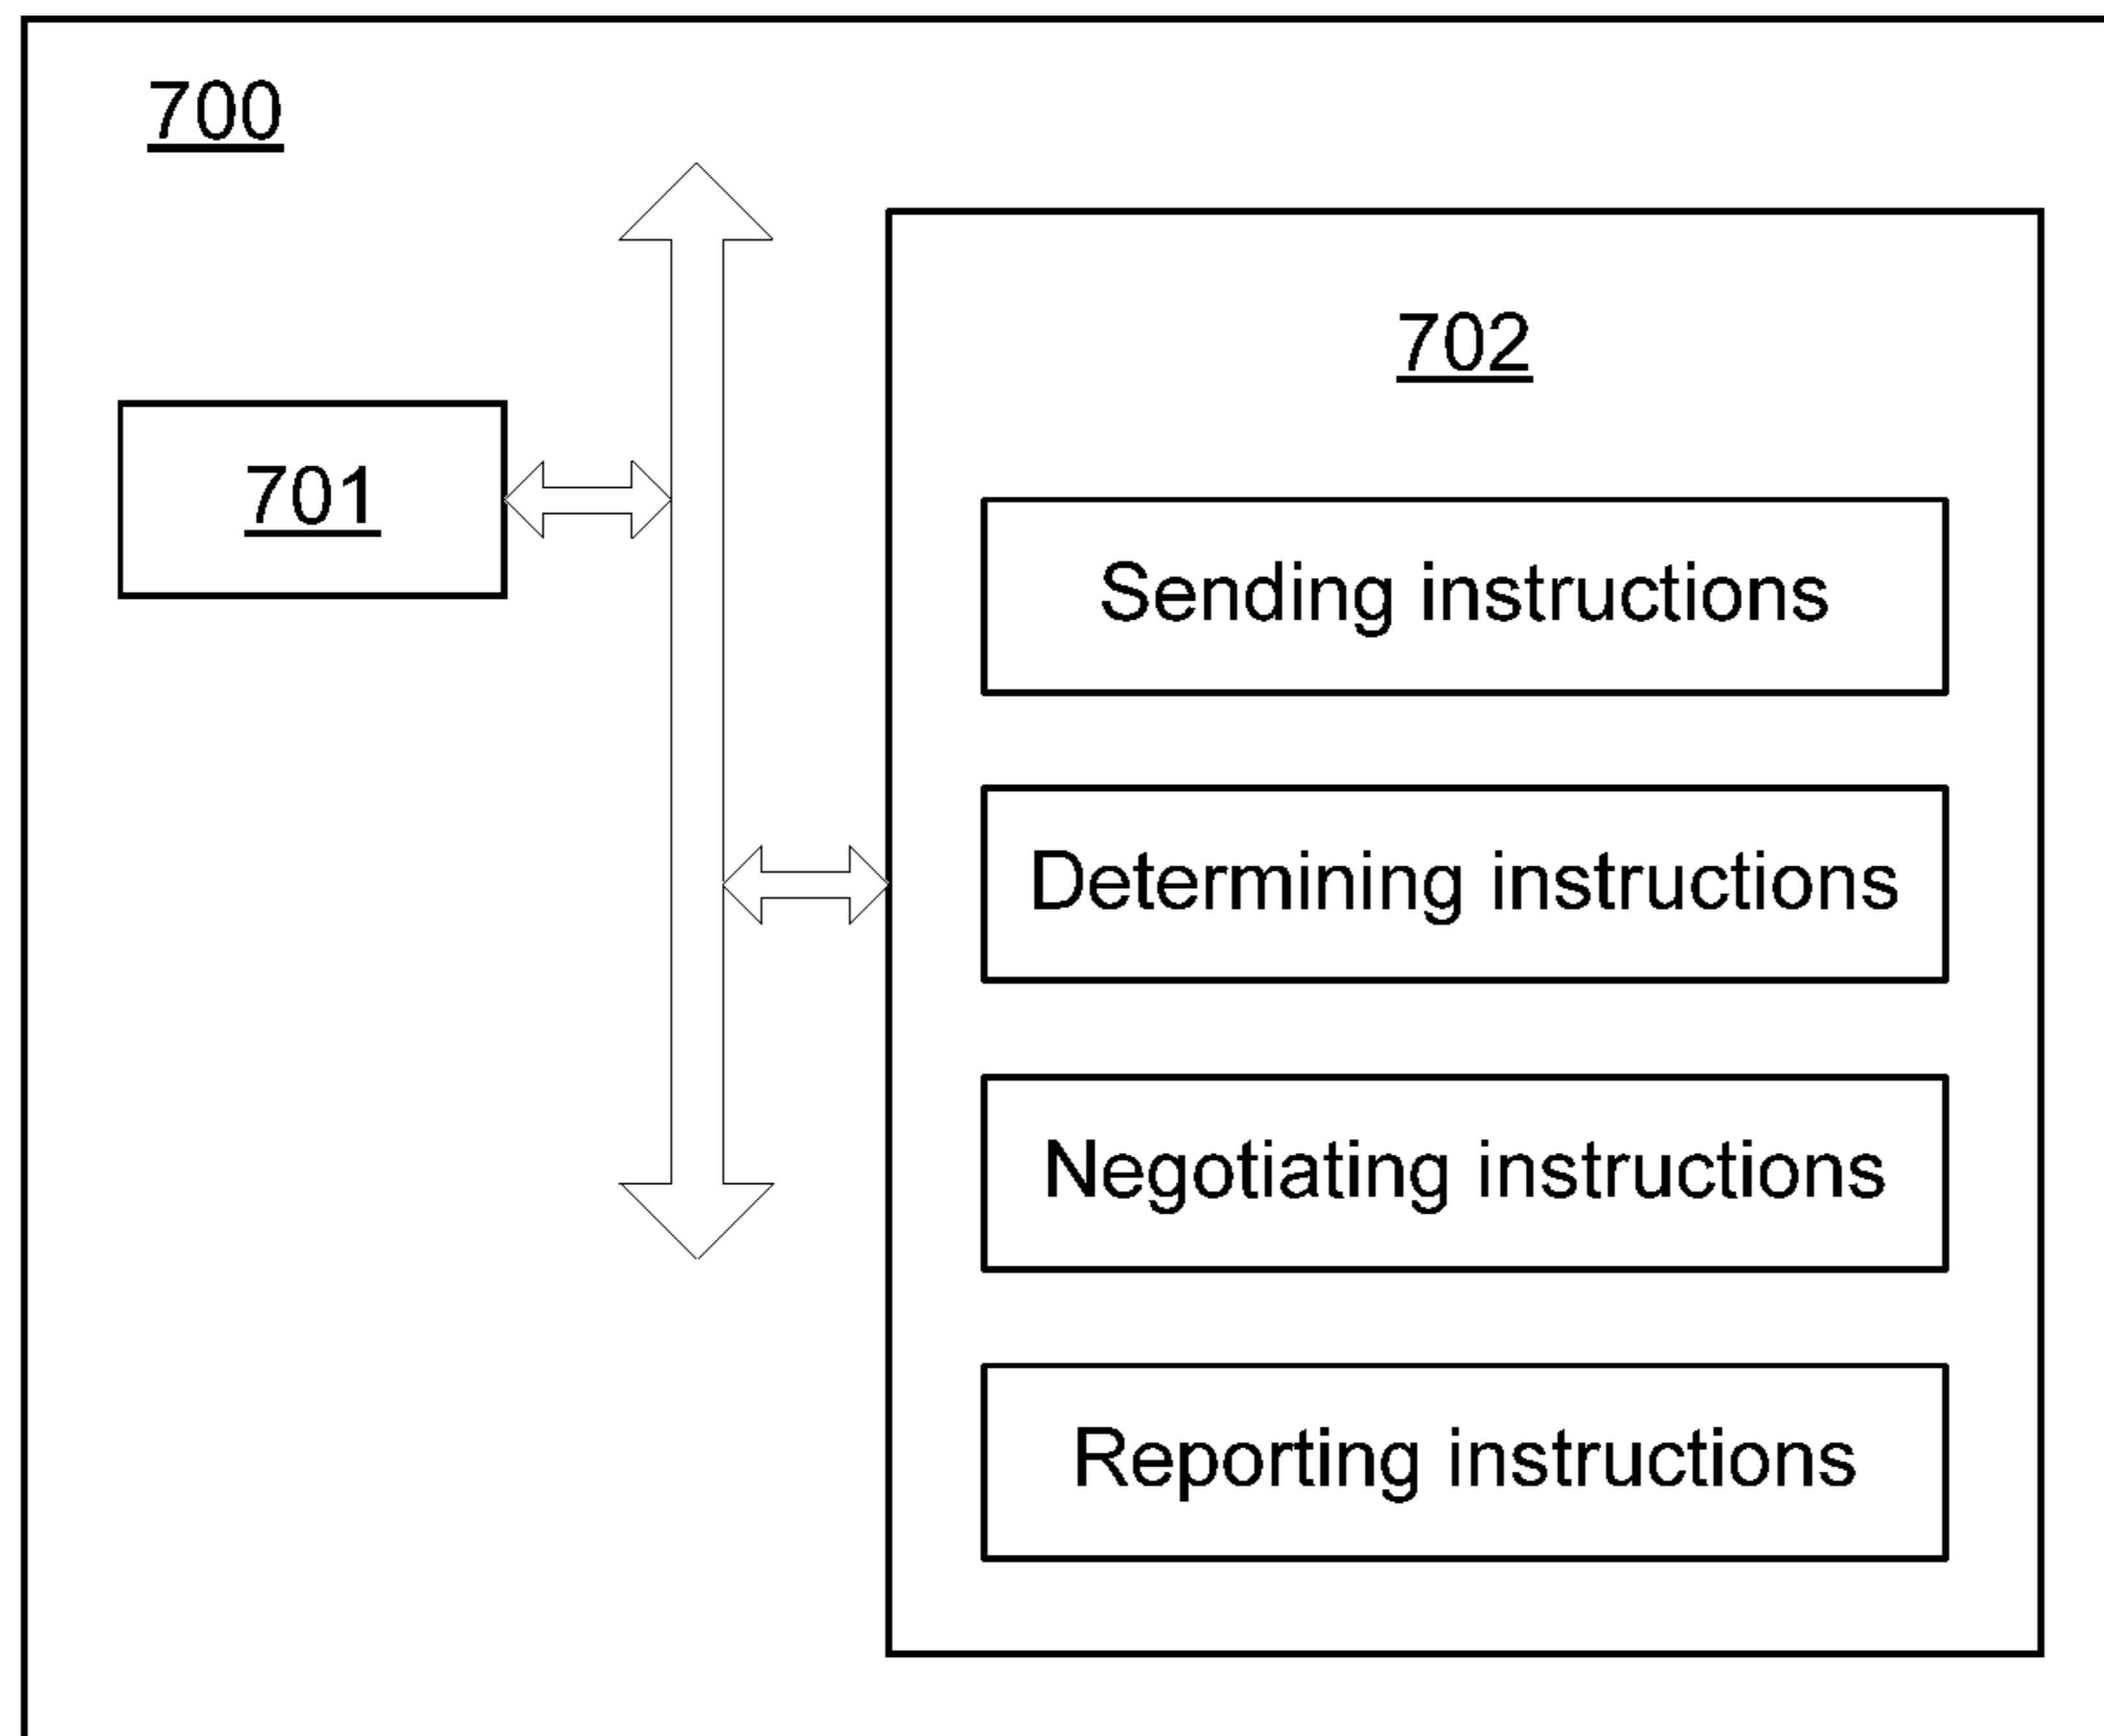 700
702
701
Sending instructions
Determining instructions
Negotiating instructions
Reporting instructions